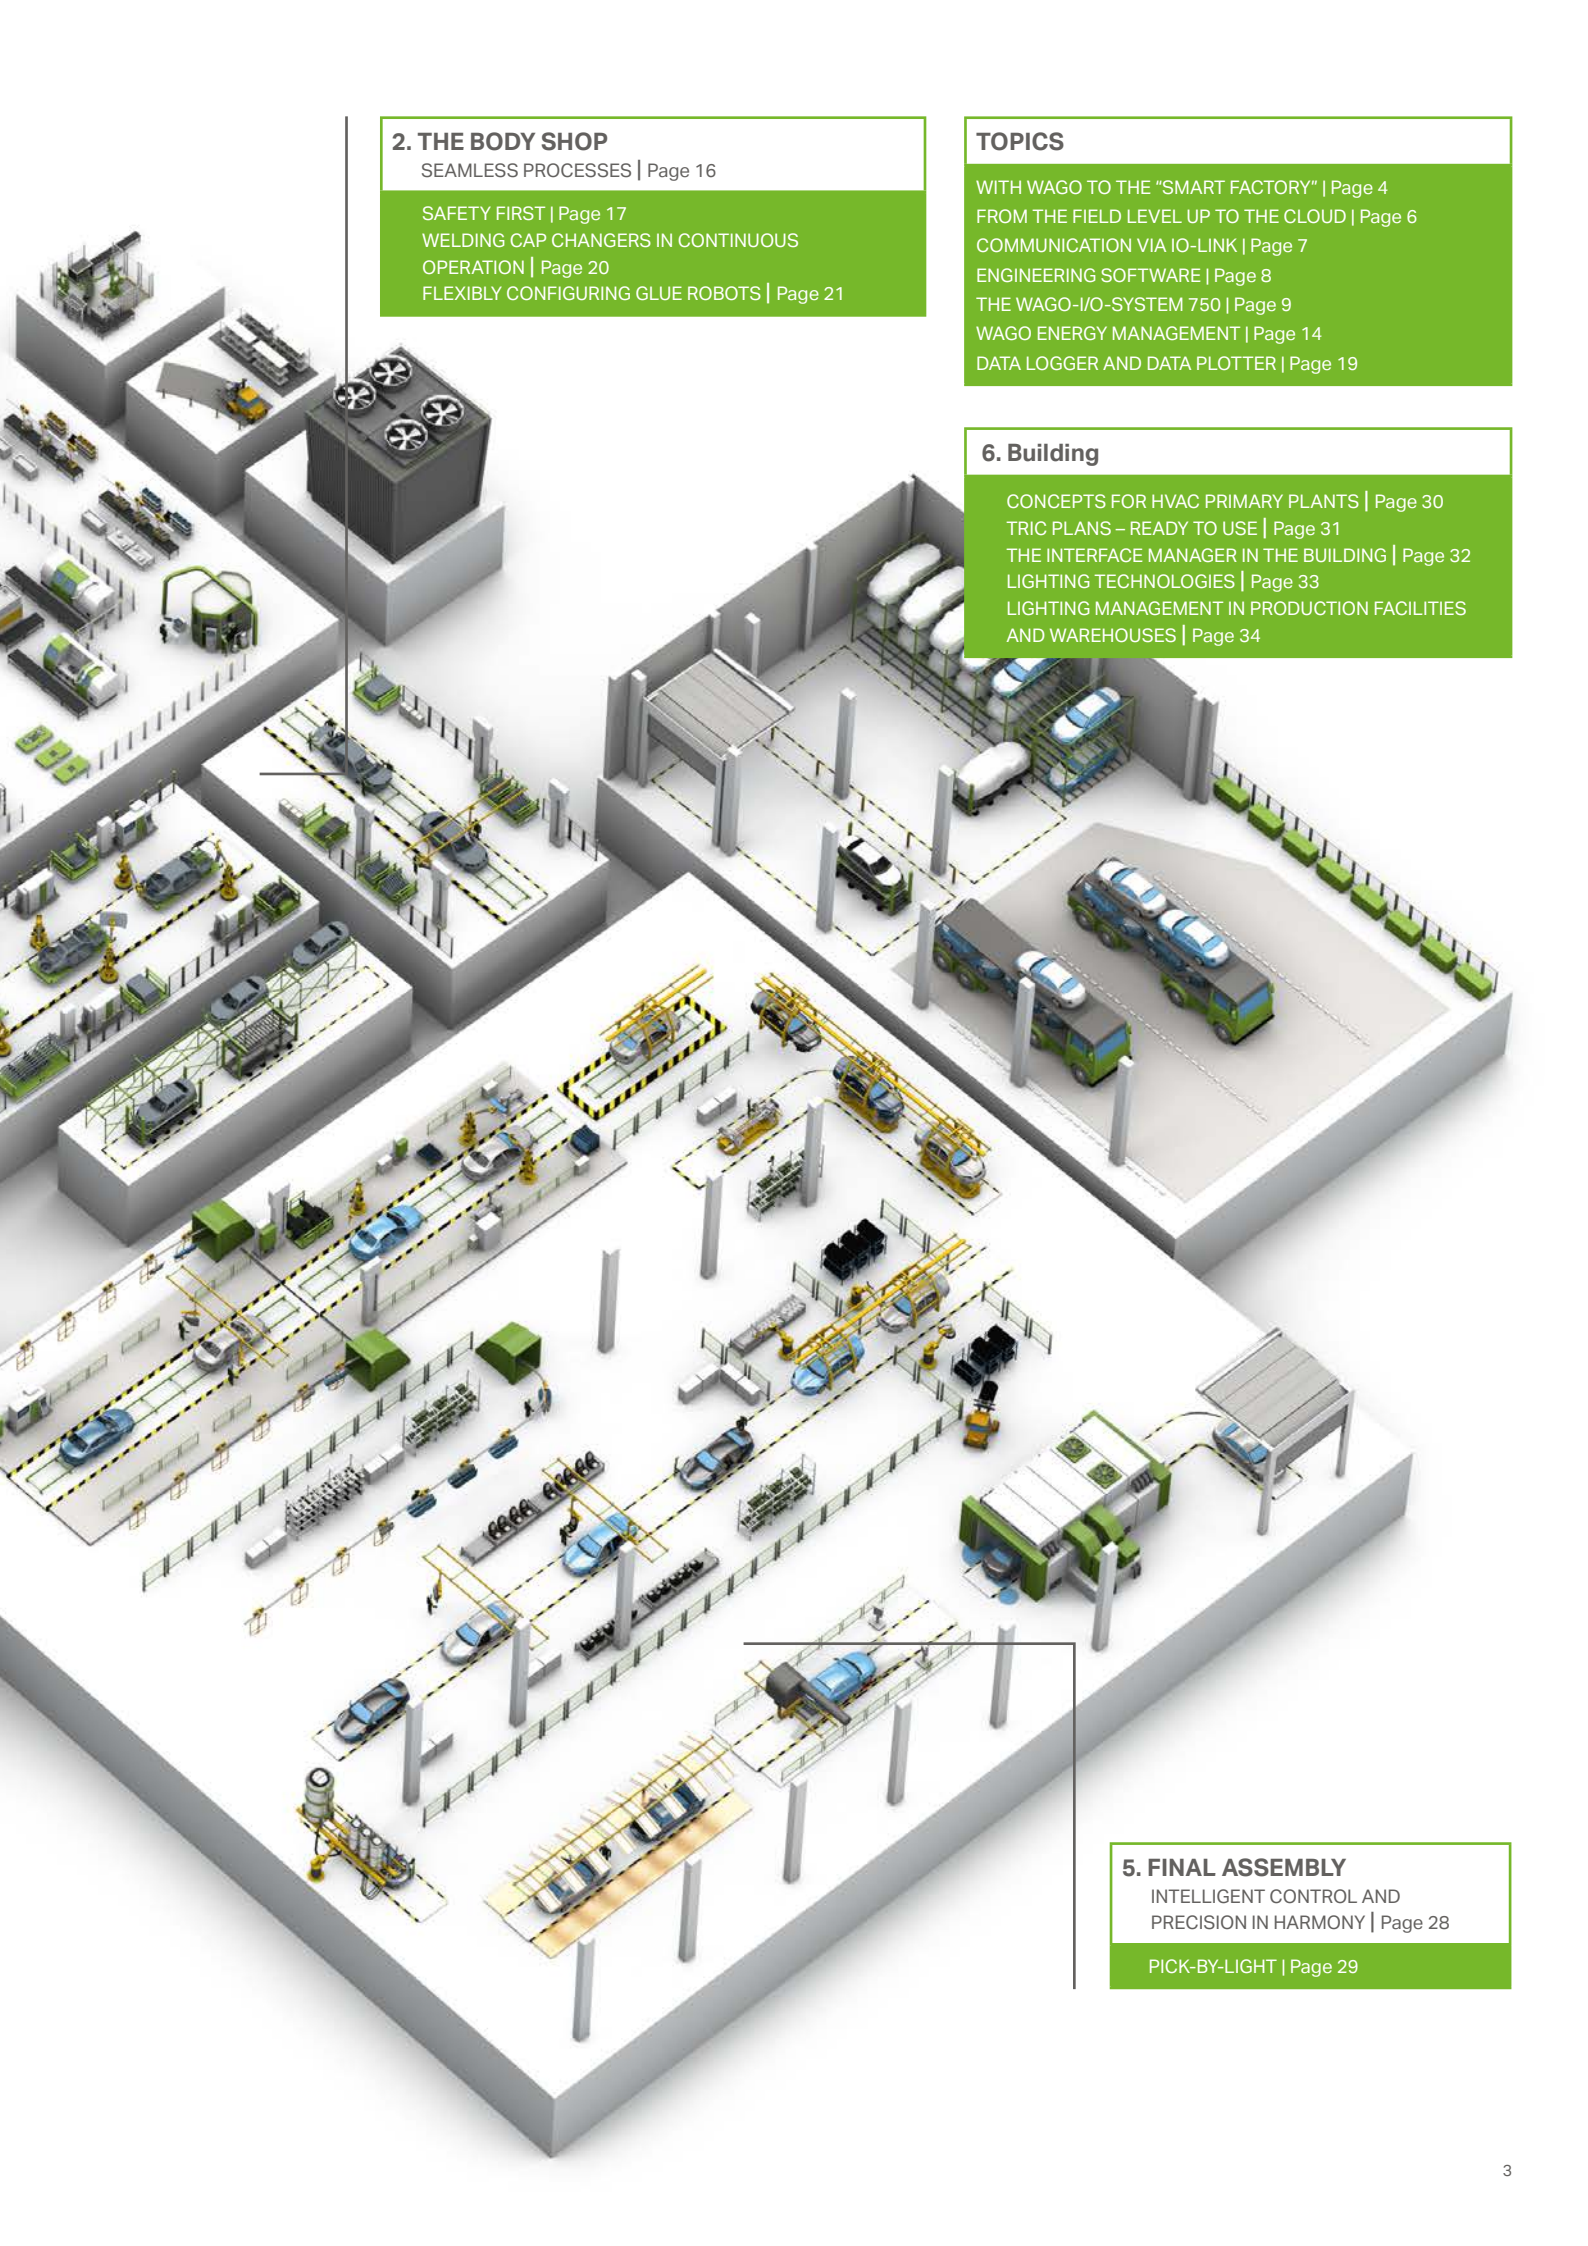 2. THE BODY SHOP
SEAMLESS PROCESSES | Page 16
SAFETY FIRST | Page 17
WELDING CAP CHANGERS IN CONTINUOUS
OPERATION | Page 20
FLEXIBLY CONFIGURING GLUE ROBOTS | Page 21
TOPICS
WITH WAGO TO THE “SMART FACTORY” | Page 4
FROM THE FIELD LEVEL UP TO THE CLOUD | Page 6
COMMUNICATION VIA IO-LINK | Page 7
ENGINEERING SOFTWARE | Page 8
THE WAGO-I/O-SYSTEM 750 | Page 9
WAGO ENERGY MANAGEMENT | Page 14
DATA LOGGER AND DATA PLOTTER | Page 19
6. Building
CONCEPTS FOR HVAC PRIMARY PLANTS | Page 30
TRIC PLANS – READY TO USE | Page 31
THE INTERFACE MANAGER IN THE BUILDING | Page 32
LIGHTING TECHNOLOGIES | Page 33
LIGHTING MANAGEMENT IN PRODUCTION FACILITIES
AND WAREHOUSES | Page 34
5. FINAL ASSEMBLY
INTELLIGENT CONTROL AND
PRECISION IN HARMONY | Page 28
PICK-BY-LIGHT | Page 29
3